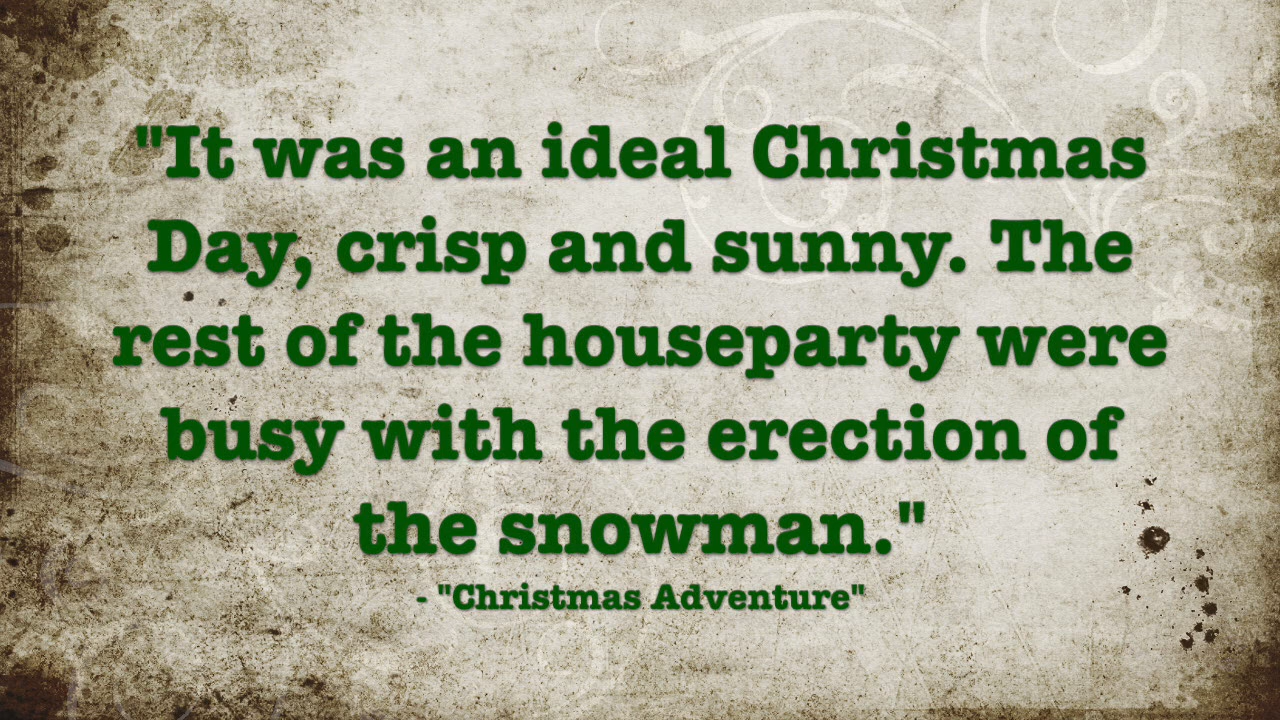 "It was an ideal Christmas
Day, crisp and sunny. The
rest of the houseparty were
busy with the erection of
the snowman."
- "Christmas Adventure"